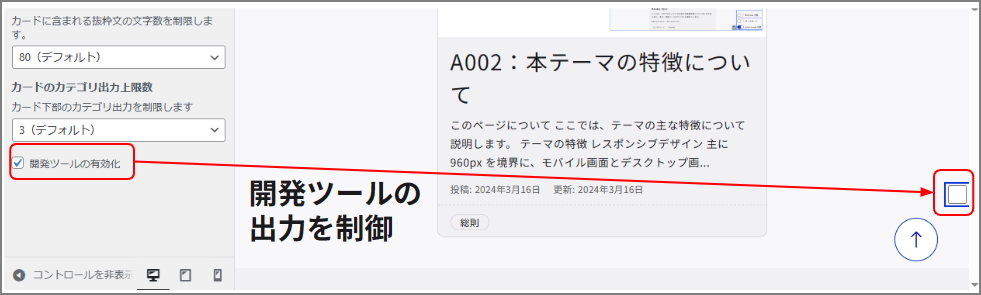 カードに含まれる抜粋文の文字数を制限しま
す。
80（デフォルト）
カードのカテゴリ出力上限数
カード下部のカテゴリ出力を制限します
3（デフォルト）
開発ツールの有効化
コントロールを非表示
開発ツールの
出力を制御
A002：本テーマの特徴につい
て
このページについて ここでは、テーマの主な特徴について
説明します。 テーマの特徴 レスポンシブデザイン 主に
960px を境界に、モバイル画面とデスクトップ画...
投稿: 2024年3月16日 更新: 2024年3月16日
総則